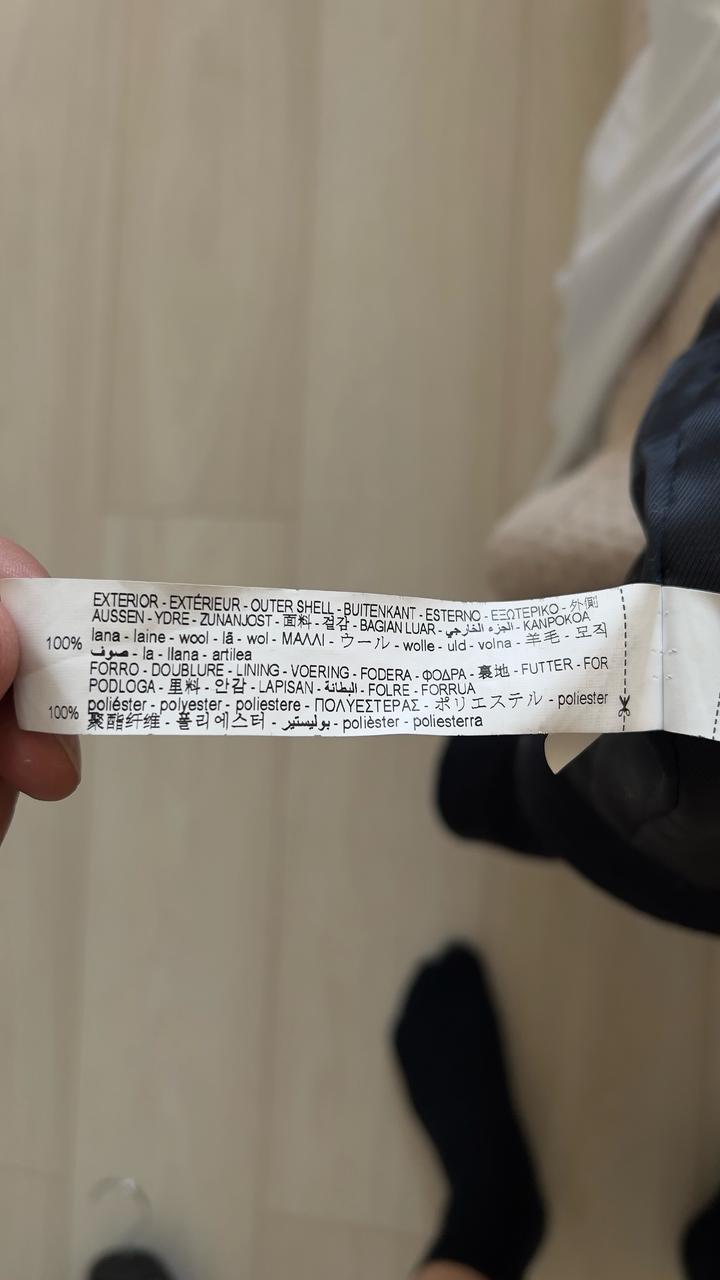 EXTERIOR - EXTÉRIEUR - OUTER SHELL - BUITENKANT - ESTERNO - ΕΞΩΤΕΡΙΚΟ - 外側
AUSSEN - YDRE - ZUNANJOST - 面料 - 겉감 - BAGIAN LUAR - الجزء الخارجي - KANPOKOA
100% lana - laine - wool - lã - wol - ΜΑΛΛΙ - ウール - wolle - uld - volna - 羊毛 - 모직
صوف - la - llana - artilea
FORRO - DOUBLURE - LINING - VOERING - FODERA - ΦΟΔΡΑ - 裏地 - FUTTER - FOR
PODLOGA - 里料 - 안감 - LAPISAN - البطانة - FOLRE - FORRUA
100% poliéster - polyester - poliestere - ΠΟΛΥΕΣΤΕΡΑΣ - ポリエステル - poliester
聚酯纤维 - 폴리에스터 - بوليستير - polièster - poliesterra